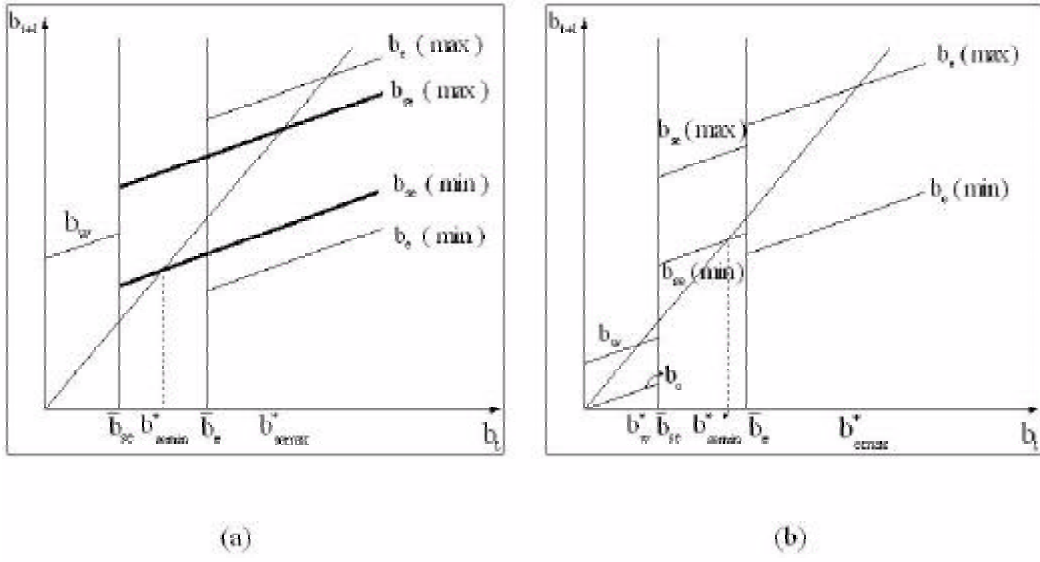 b_{t+1}
b_e (max)
b_se (max)
b_w
b_se (min)
b_e (min)
b̄_se b*_semin b̄_e b*_semax b_t
(a)
b_{t+1}
b_e (max)
b_se (max)
b_e (min)
b_se (min)
b_w
b_o
b*_w b̄_se b*_semin b̄_e b*_eemax b_t
(b)